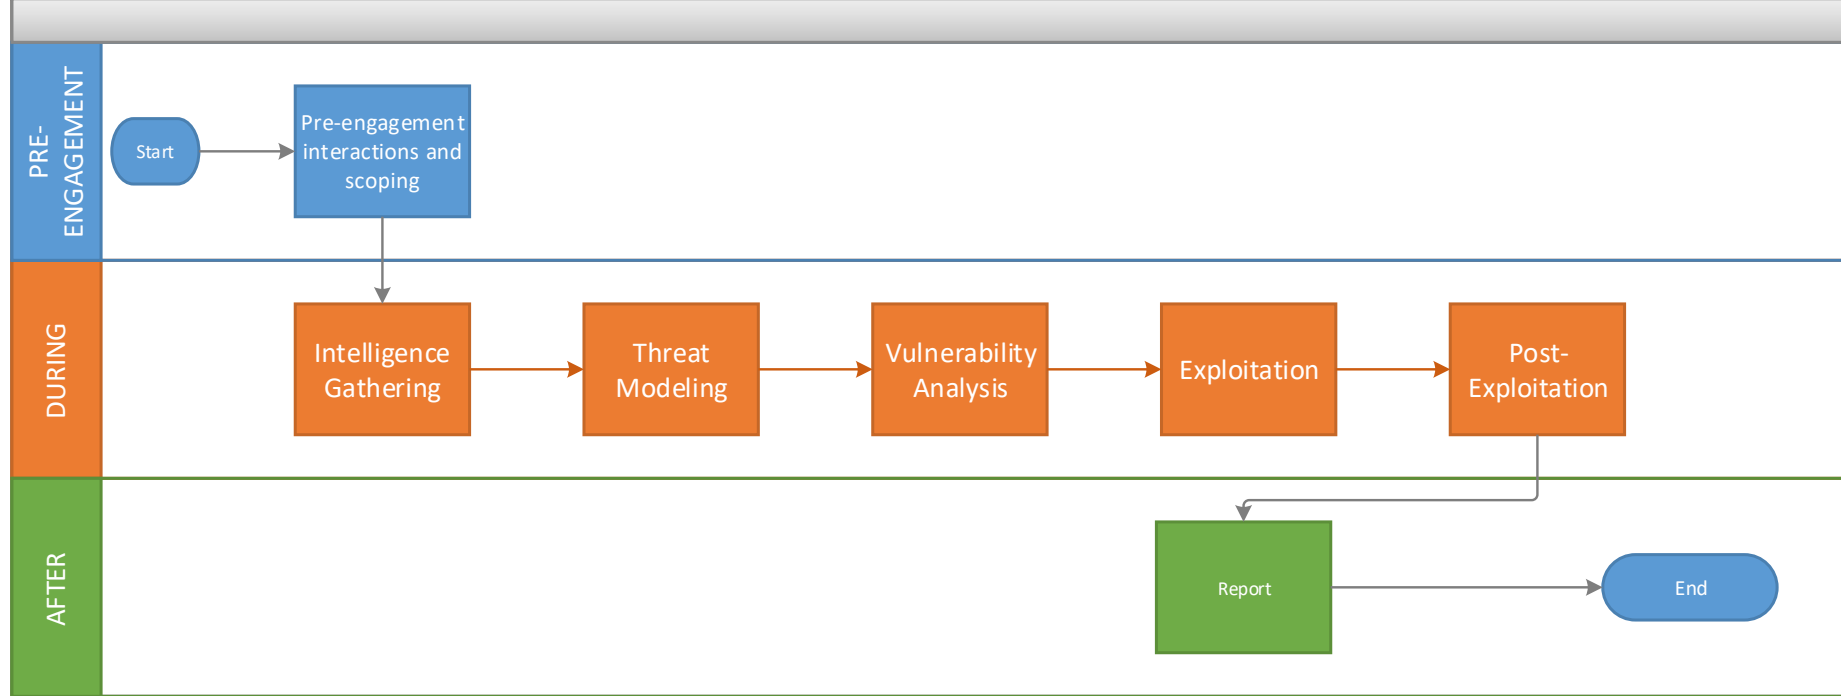 PRE-
ENGAGEMENT
Start
Pre-engagement
interactions and
scoping
DURING
Intelligence
Gathering
Threat
Modeling
Vulnerability
Analysis
Exploitation
Post-
Exploitation
AFTER
Report
End